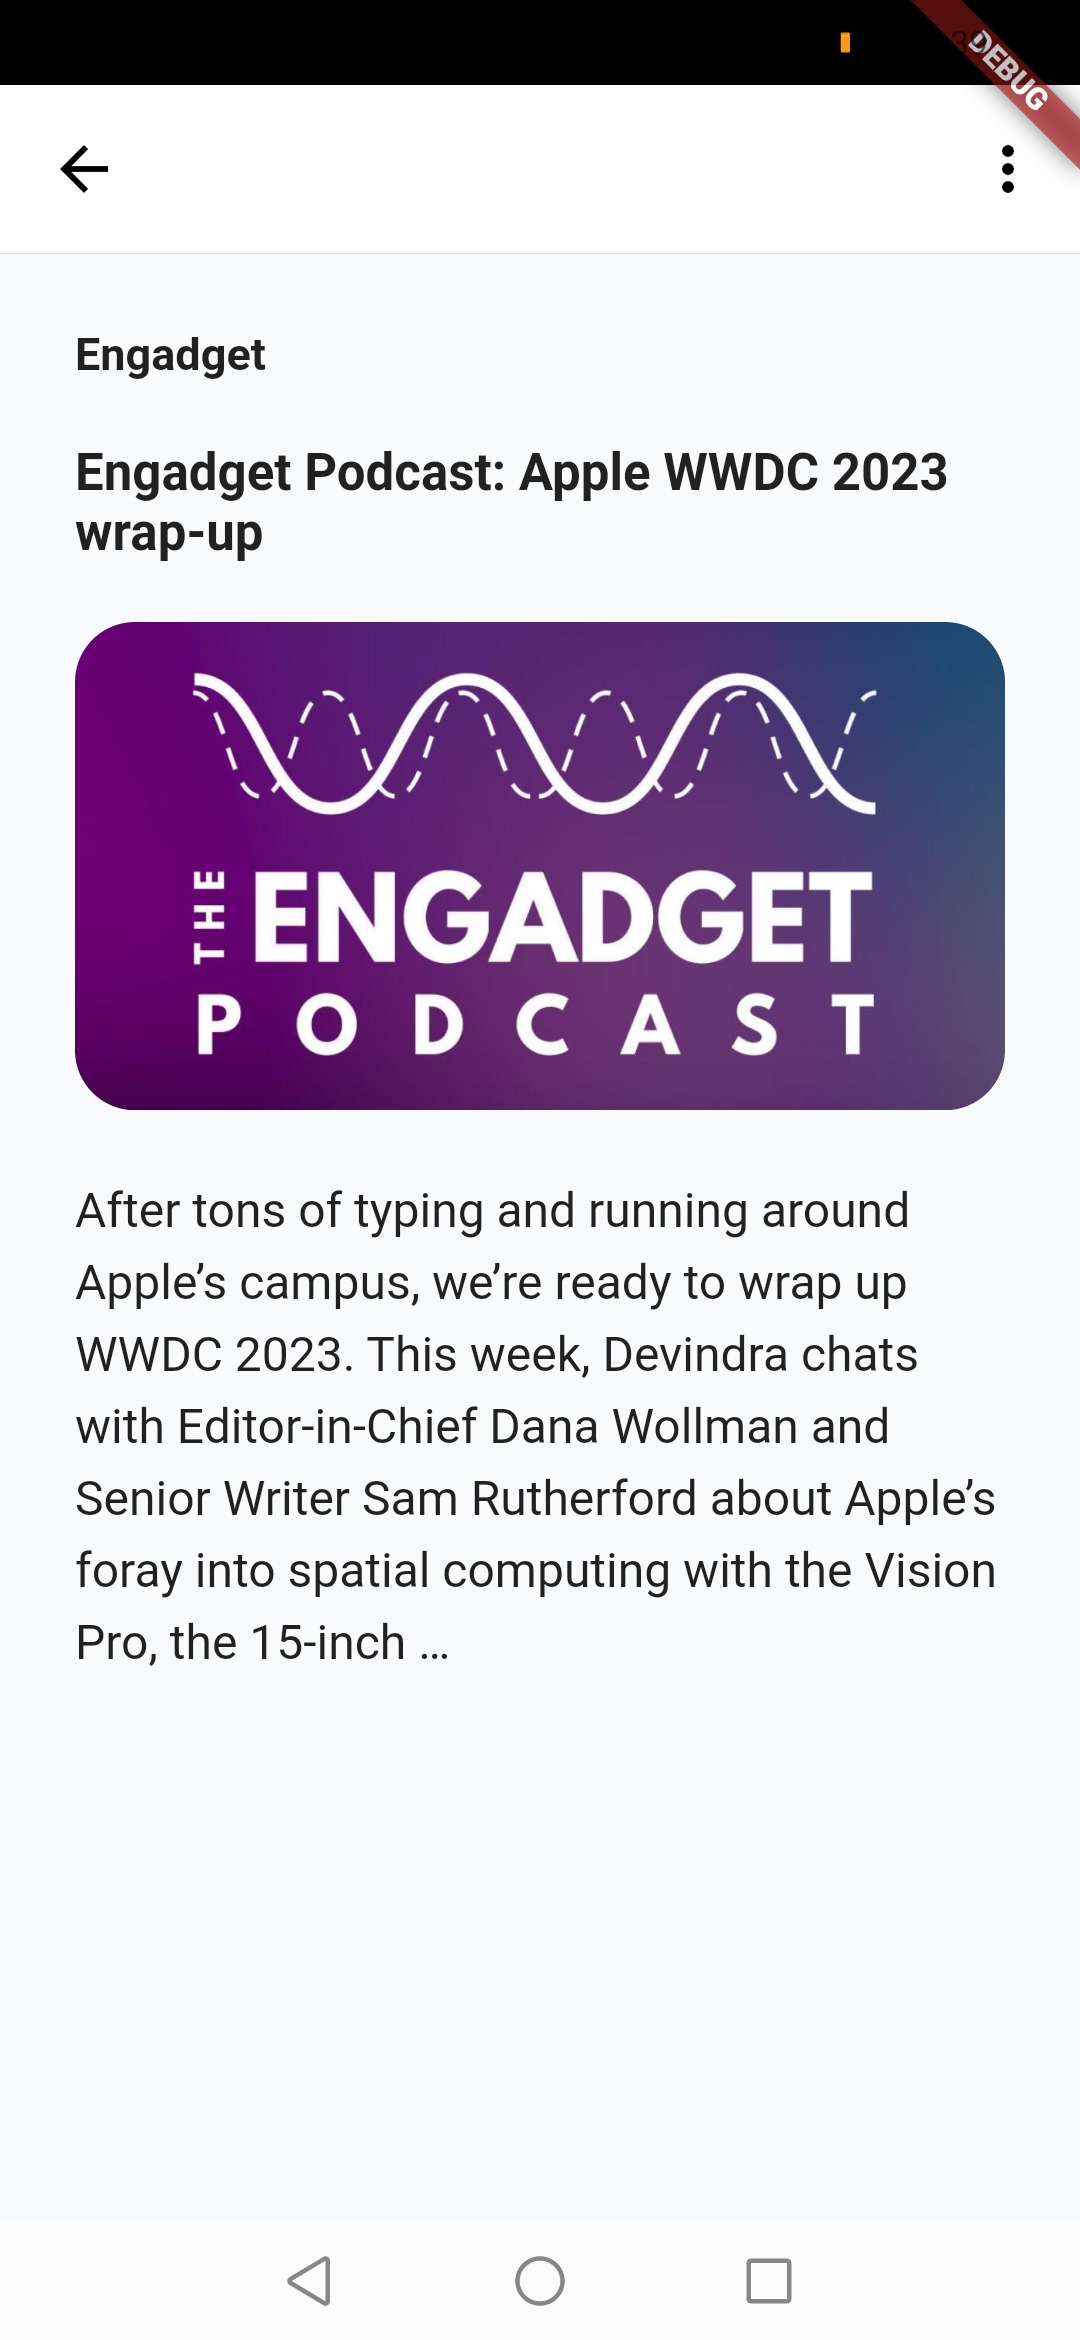 DEBUG
Engadget
Engadget Podcast: Apple WWDC 2023
wrap-up
THE ENGADGET
PODCAST
After tons of typing and running around
Apple’s campus, we’re ready to wrap up
WWDC 2023. This week, Devindra chats
with Editor-in-Chief Dana Wollman and
Senior Writer Sam Rutherford about Apple’s
foray into spatial computing with the Vision
Pro, the 15-inch …